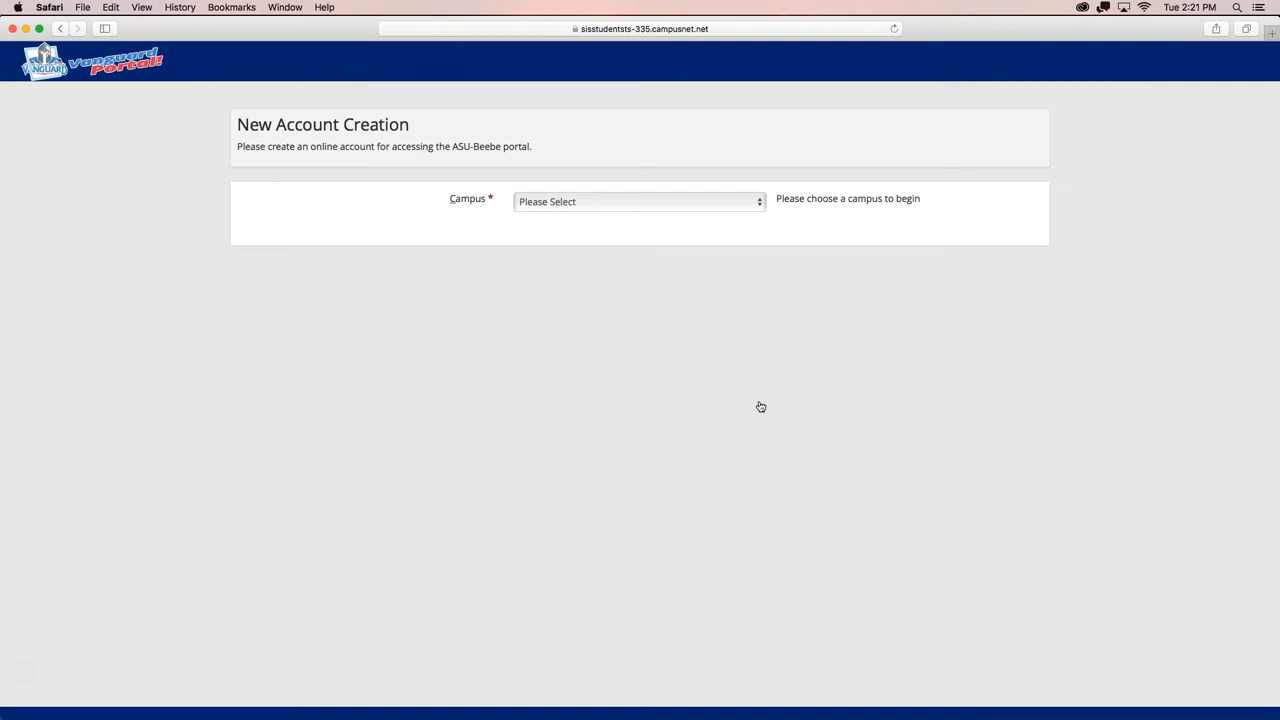 Safari File Edit View History Bookmarks Window Help Tue 2:21 PM
sisstudentsts-335.campusnet.net
VANGUARD Vanguard Portal!
New Account Creation
Please create an online account for accessing the ASU-Beebe portal.
Campus * Please Select Please choose a campus to begin